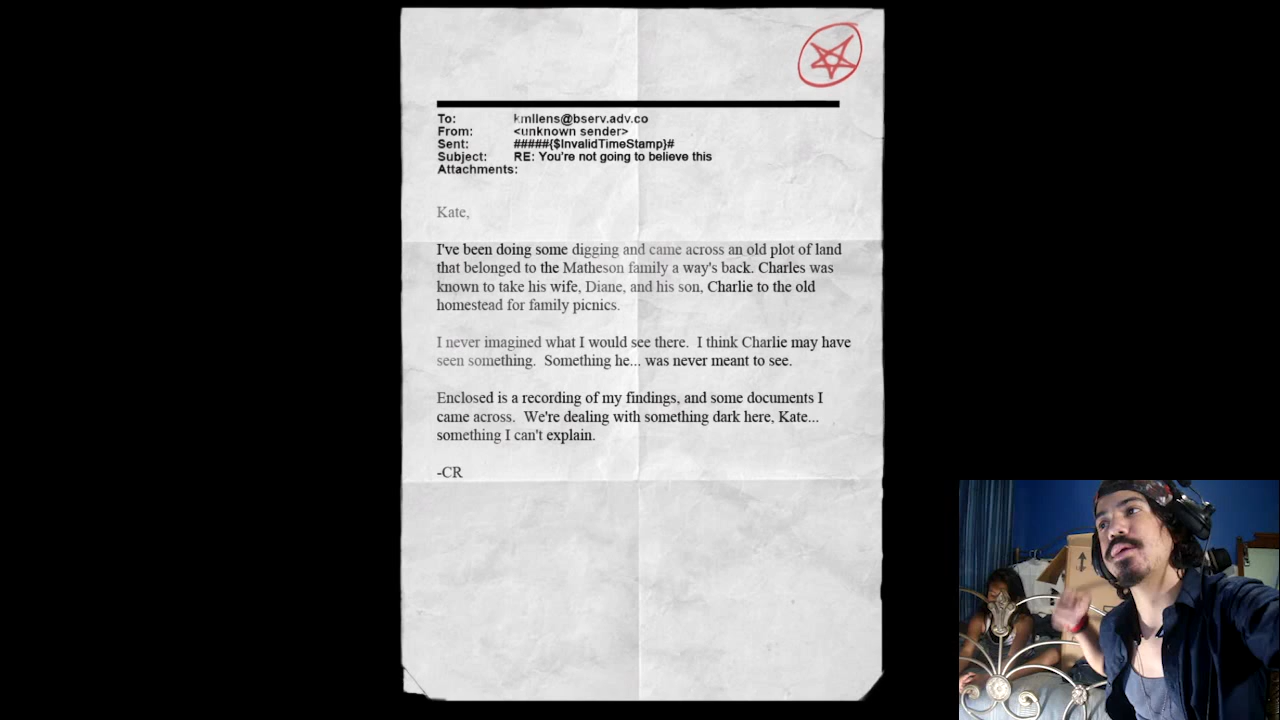 To: kmllens@bserv.adv.co
From: <unknown sender>
Sent: #####{$InvalidTimeStamp}#
Subject: RE: You're not going to believe this
Attachments:
Kate,
I've been doing some digging and came across an old plot of land
that belonged to the Matheson family a way's back. Charles was
known to take his wife, Diane, and his son, Charlie to the old
homestead for family picnics.
I never imagined what I would see there. I think Charlie may have
seen something. Something he... was never meant to see.
Enclosed is a recording of my findings, and some documents I
came across. We're dealing with something dark here, Kate...
something I can't explain.
-CR